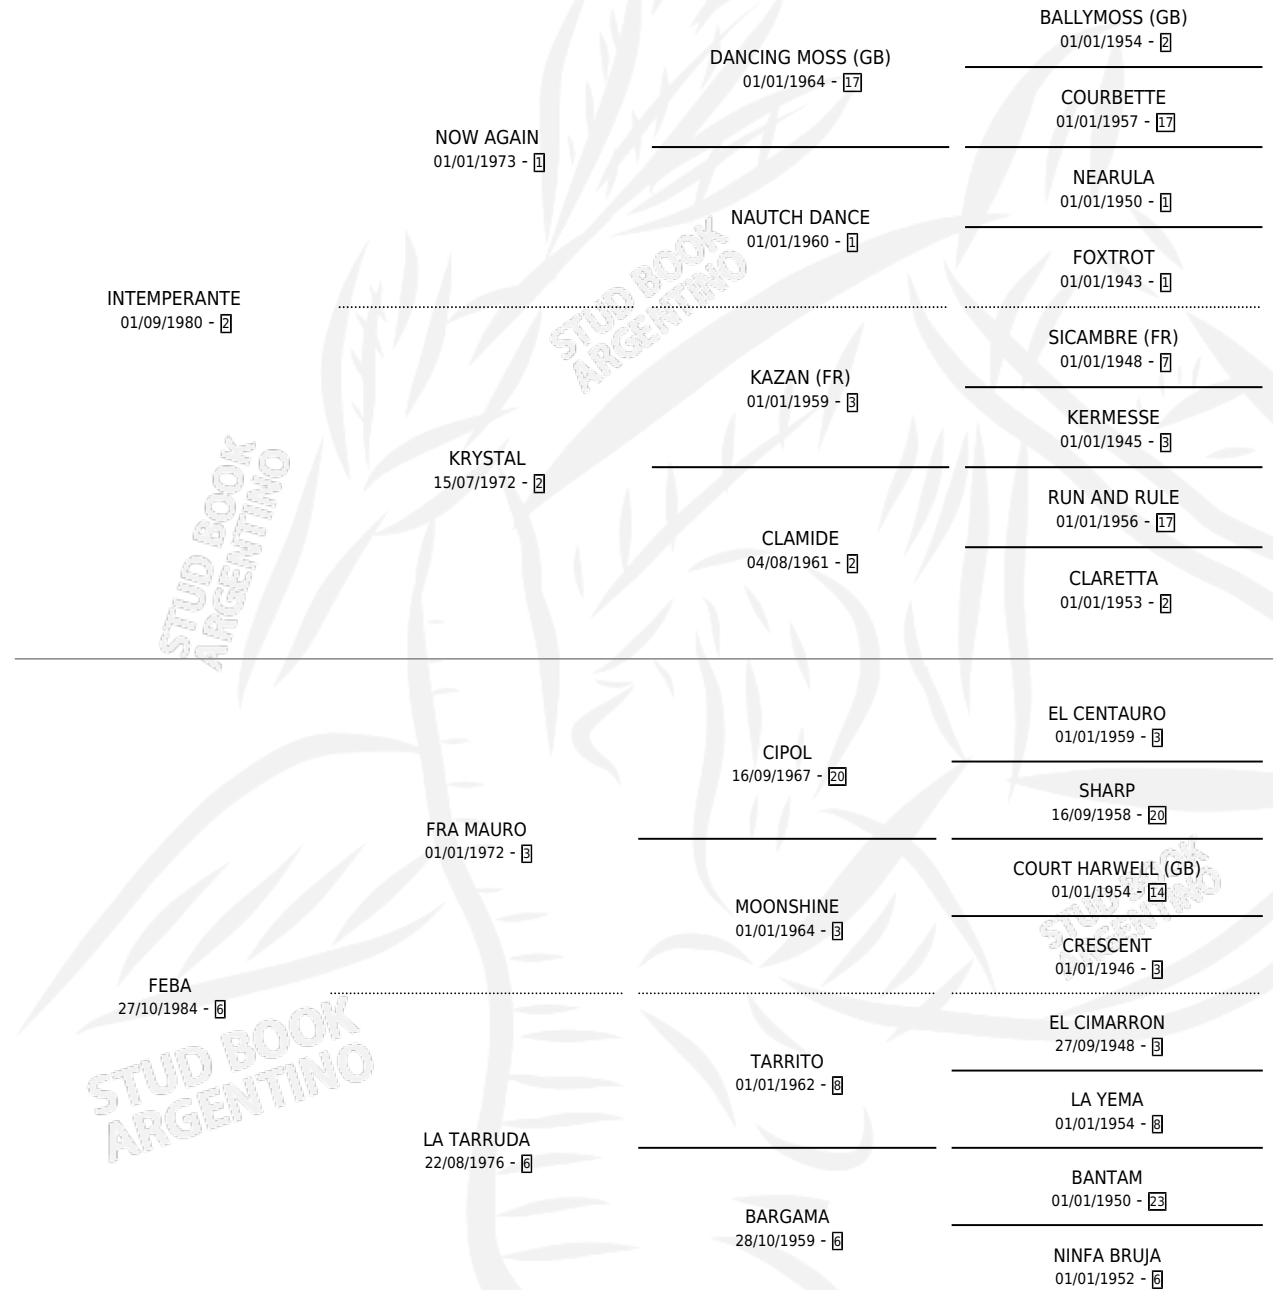 BALLYMOSS (GB)
01/01/1954 - 2
DANCING MOSS (GB)
01/01/1964 - 17
COURBETTE
01/01/1957 - 17
NOW AGAIN
01/01/1973 - 1
NEARULA
01/01/1950 - 1
NAUTCH DANCE
01/01/1960 - 1
FOXTROT
01/01/1943 - 1
INTEMPERANTE
01/09/1980 - 2
STUD BOOK
ARGENTINO
SICAMBRE (FR)
01/01/1948 - 7
KAZAN (FR)
01/01/1959 - 3
KERMESSE
01/01/1945 - 3
KRYSTAL
15/07/1972 - 2
RUN AND RULE
01/01/1956 - 17
CLAMIDE
04/08/1961 - 2
CLARETTA
01/01/1953 - 2
STUD BOOK
ARGENTINO
EL CENTAURO
01/01/1959 - 3
CIPOL
16/09/1967 - 20
SHARP
16/09/1958 - 20
FRA MAURO
01/01/1972 - 3
COURT HARWELL (GB)
01/01/1954 - 14
MOONSHINE
01/01/1964 - 3
STUD BOOK
ARGENTINO
CRESCENT
01/01/1946 - 3
FEBA
27/10/1984 - 6
STUD BOOK
ARGENTINO
EL CIMARRON
27/09/1948 - 3
TARRITO
01/01/1962 - 8
LA YEMA
01/01/1954 - 8
LA TARRUDA
22/08/1976 - 6
BANTAM
01/01/1950 - 23
BARGAMA
28/10/1959 - 6
NINFA BRUJA
01/01/1952 - 6